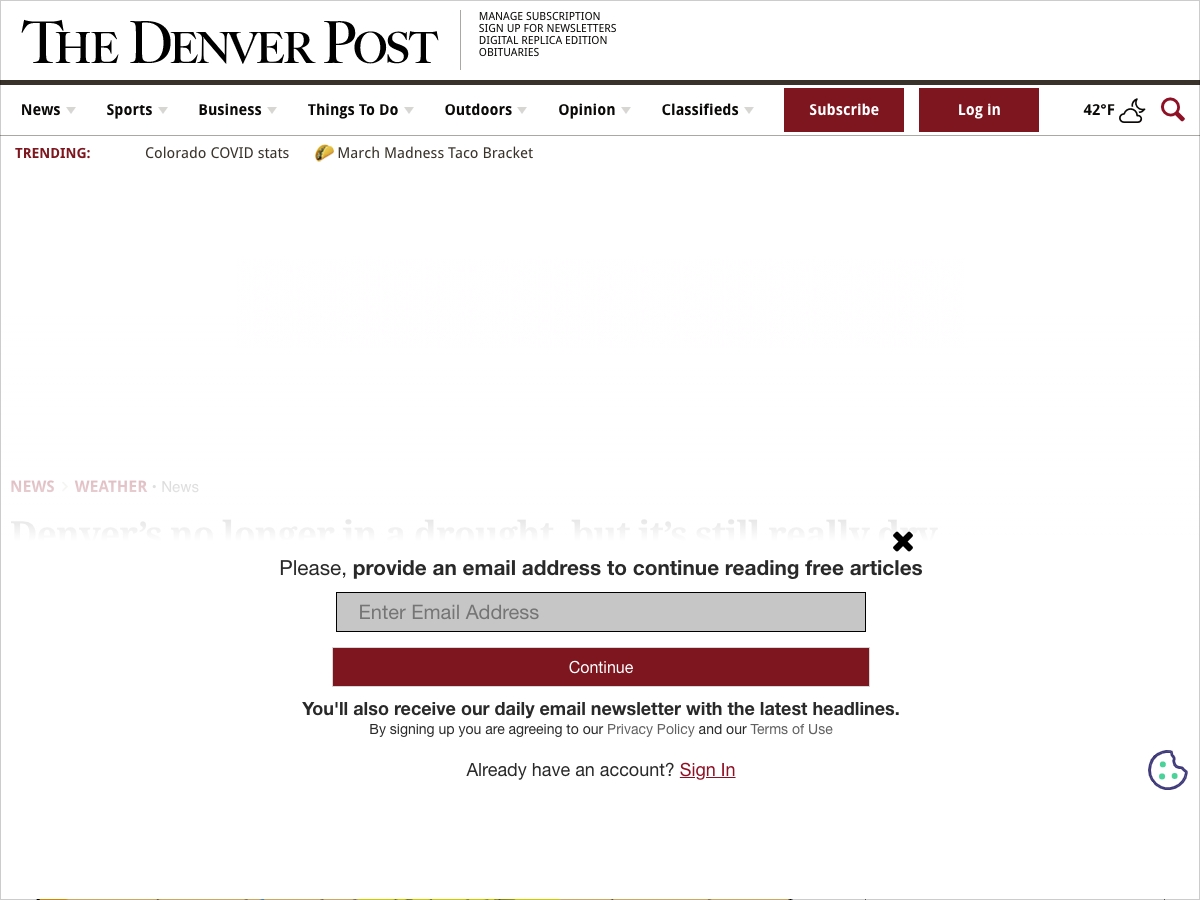 THE DENVER POST
MANAGE SUBSCRIPTION
SIGN UP FOR NEWSLETTERS
DIGITAL REPLICA EDITION
OBITUARIES
News Sports Business Things To Do Outdoors Opinion Classifieds Subscribe Log in 42°F
TRENDING: Colorado COVID stats 🌮 March Madness Taco Bracket
NEWS > WEATHER • News
Denver's no longer in a drought, but it's still really dry
Please, provide an email address to continue reading free articles
Enter Email Address
Continue
You'll also receive our daily email newsletter with the latest headlines.
By signing up you are agreeing to our Privacy Policy and our Terms of Use
Already have an account? Sign In